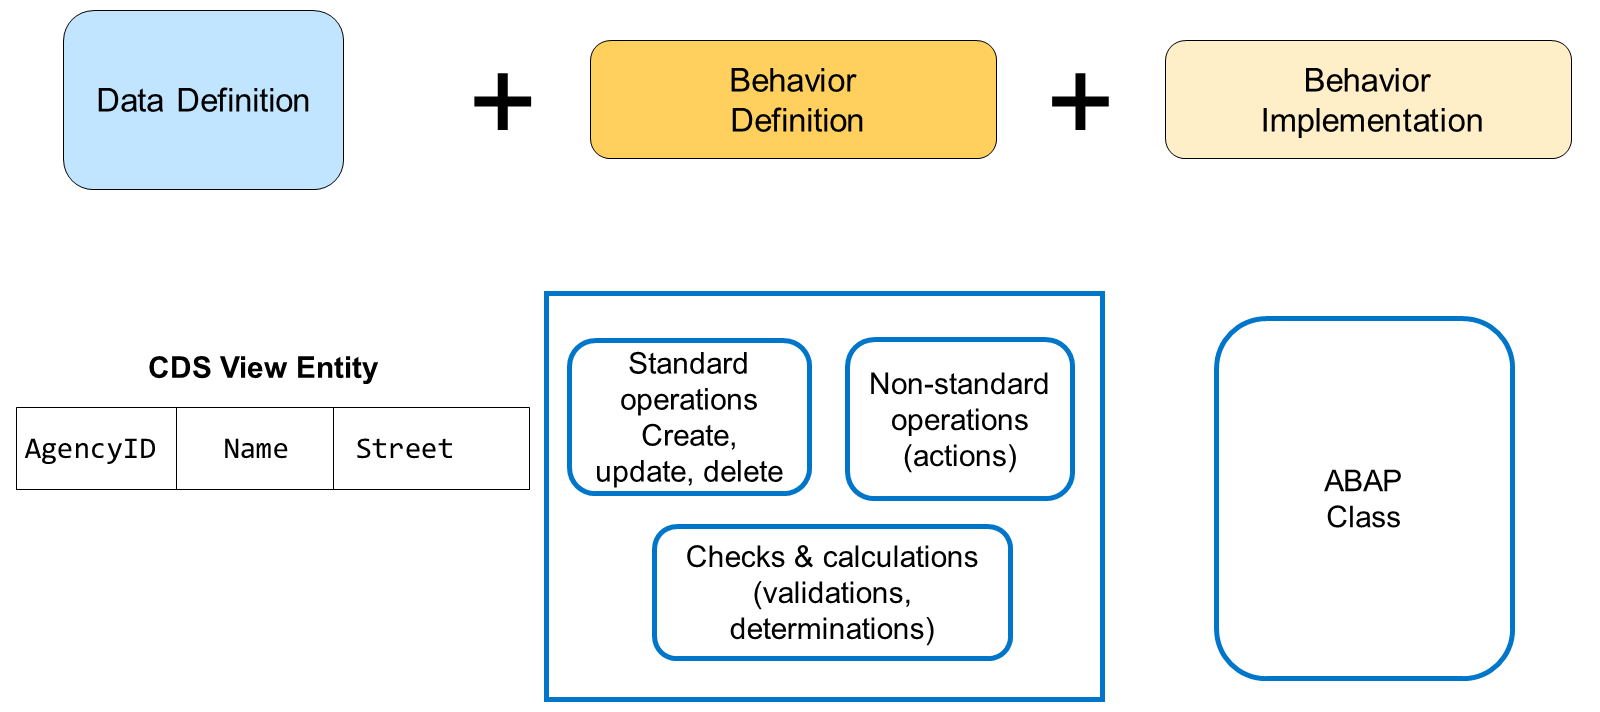 Data Definition
+
Behavior
Definition
+
Behavior
Implementation
CDS View Entity
AgencyID
Name
Street
Standard
operations
Create,
update, delete
Non-standard
operations
(actions)
Checks & calculations
(validations,
determinations)
ABAP
Class